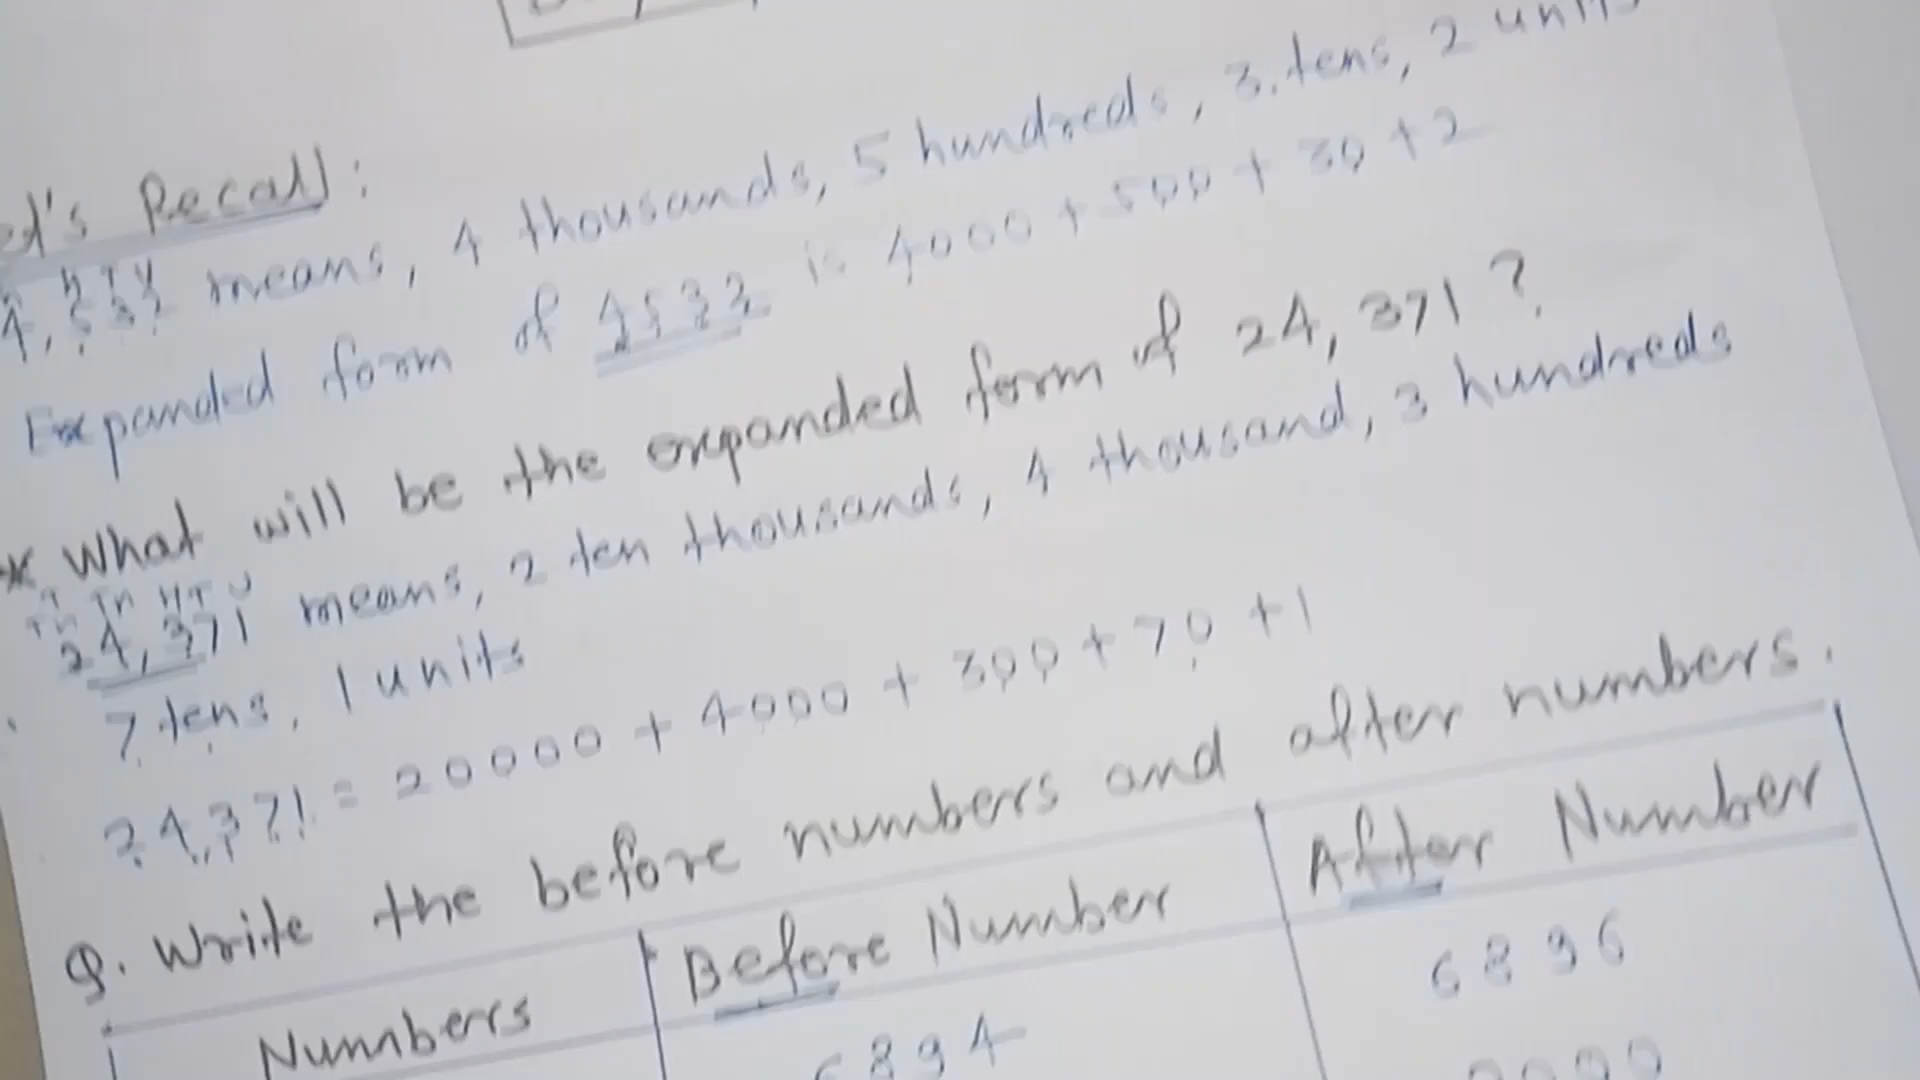 Recall:
H T U
4,532 means, 4 thousands, 5 hundreds, 3 tens, 2 units
Expanded form of 4532 is 4000 + 500 + 30 + 2
* What will be the expanded form of 24,371 ?
T Th H T U
Th
24,371 means, 2 ten thousands, 4 thousand, 3 hundreds
7 tens, 1 units
24,371 = 20000 + 4000 + 300 + 70 + 1
Q. Write the before numbers and after numbers.
Numbers Before Number After Number
6894 6896